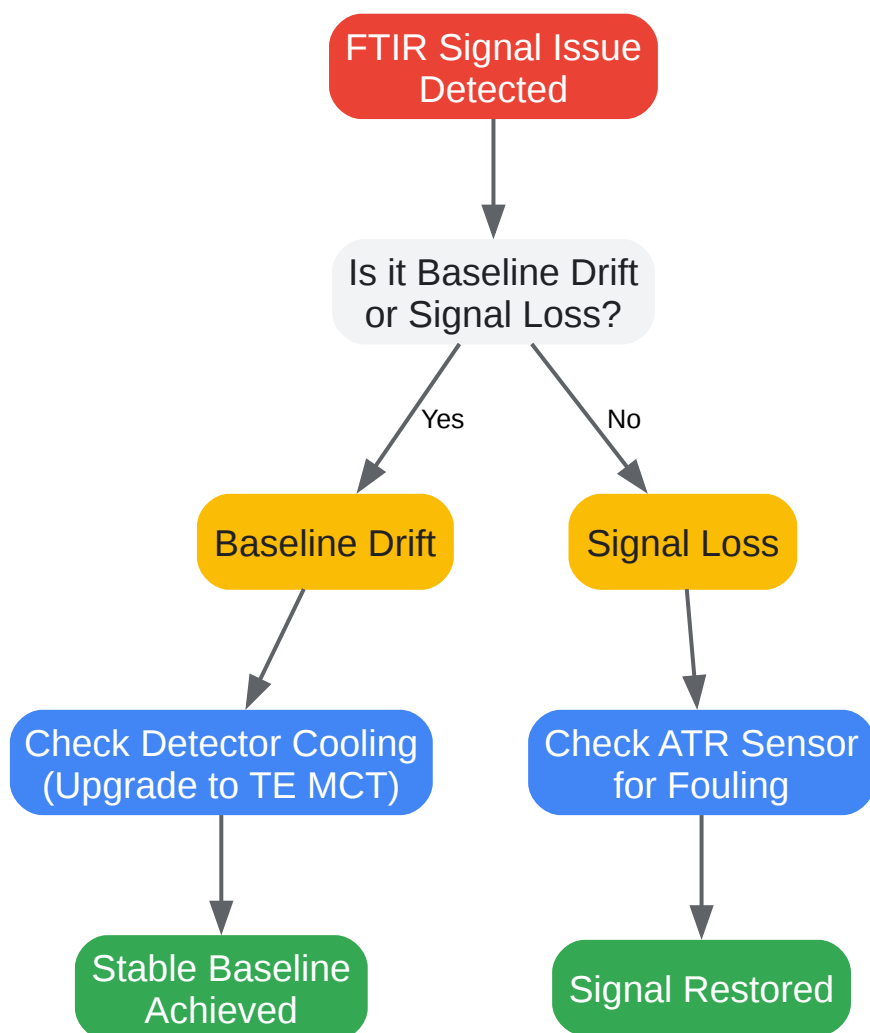 FTIR Signal Issue
Detected
Is it Baseline Drift
or Signal Loss?
Yes
No
Baseline Drift
Signal Loss
Check Detector Cooling
(Upgrade to TE MCT)
Check ATR Sensor
for Fouling
Stable Baseline
Achieved
Signal Restored